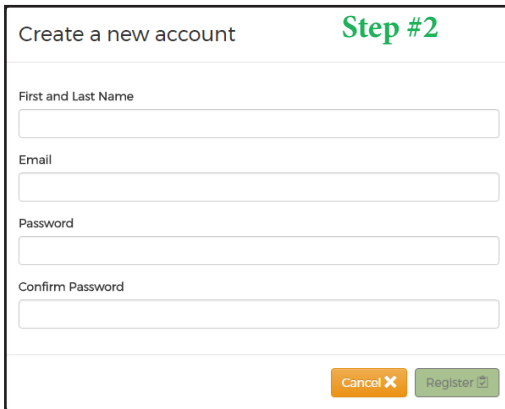 Create a new account
Step #2
First and Last Name
Email
Password
Confirm Password
Cancel
Register